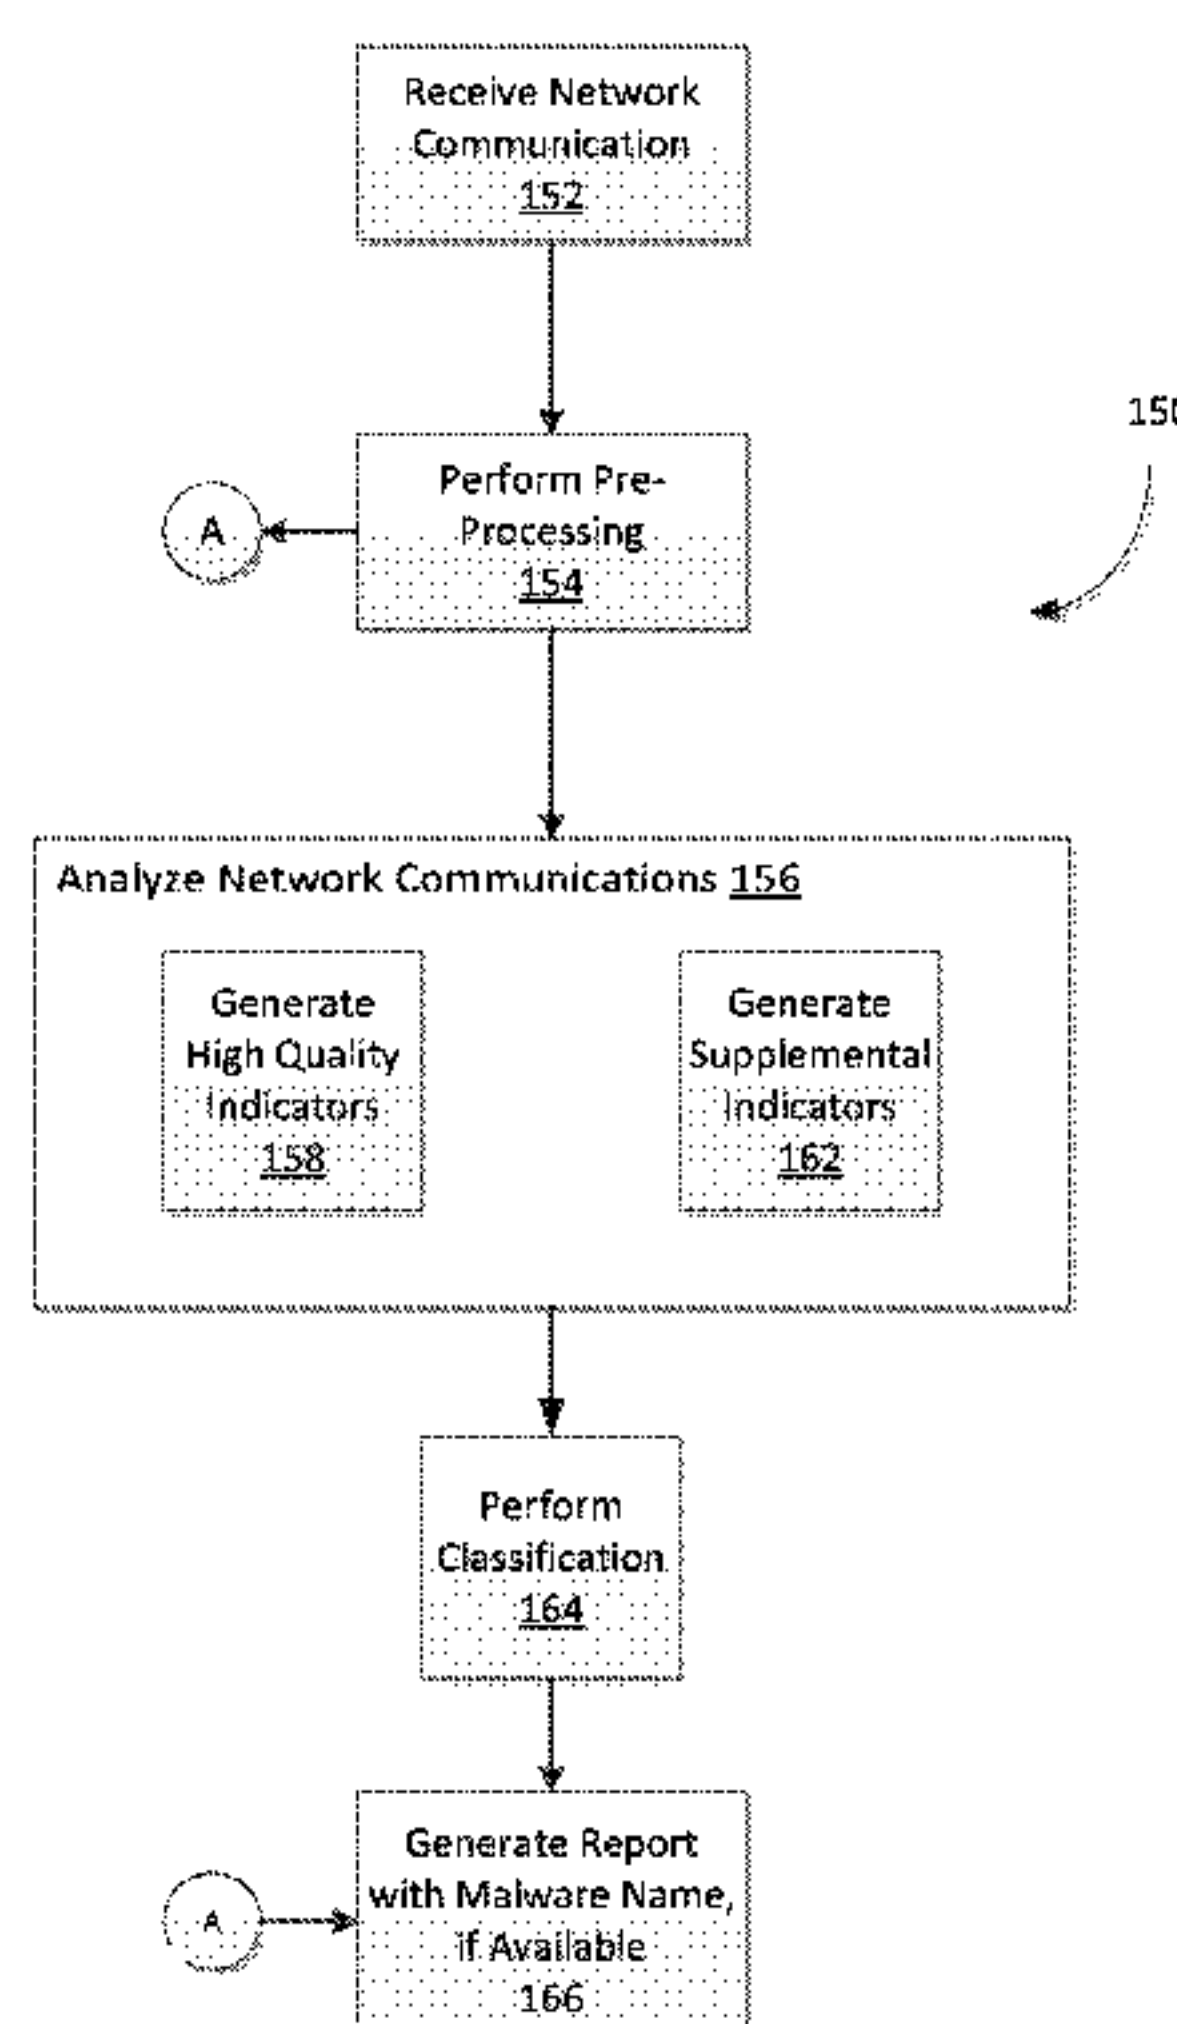 Receive Network
Communication
152
150
Perform Pre-
Processing
154
A
Analyze Network Communications 156
Generate
High Quality
Indicators
158
Generate
Supplemental
Indicators
162
Perform
Classification
164
Generate Report
with Malware Name,
if Available
166
A